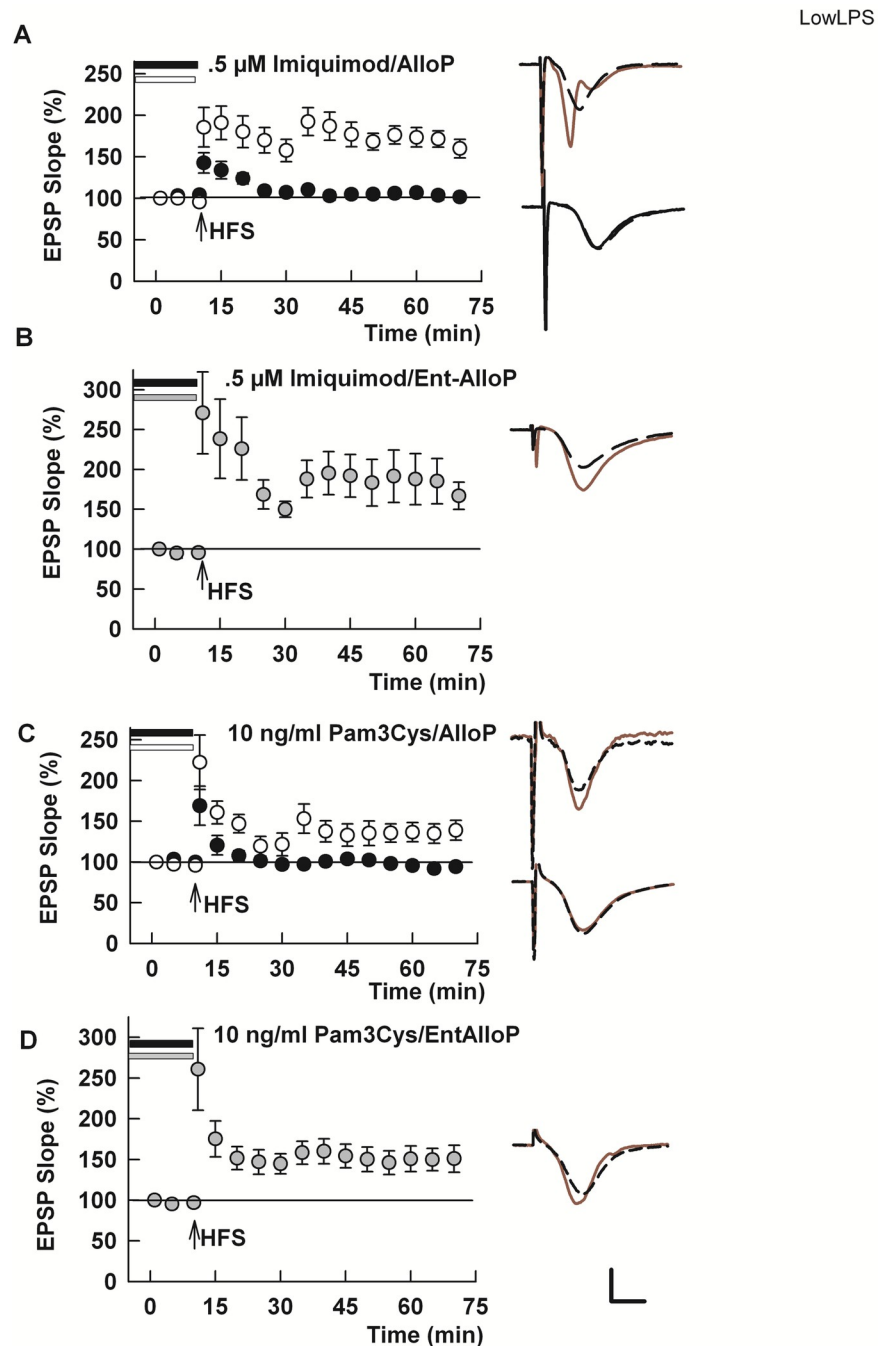 LowLPS
A
.5 µM Imiquimod/AlloP
EPSP Slope (%)
250
200
150
100
50
0
HFS
0 15 30 45 60 75
Time (min)
B
.5 µM Imiquimod/Ent-AlloP
EPSP Slope (%)
300
250
200
150
100
50
0
HFS
0 15 30 45 60 75
Time (min)
C
10 ng/ml Pam3Cys/AlloP
EPSP Slope (%)
250
200
150
100
50
0
HFS
0 15 30 45 60 75
Time (min)
D
10 ng/ml Pam3Cys/EntAlloP
EPSP Slope (%)
300
250
200
150
100
50
0
HFS
0 15 30 45 60 75
Time (min)